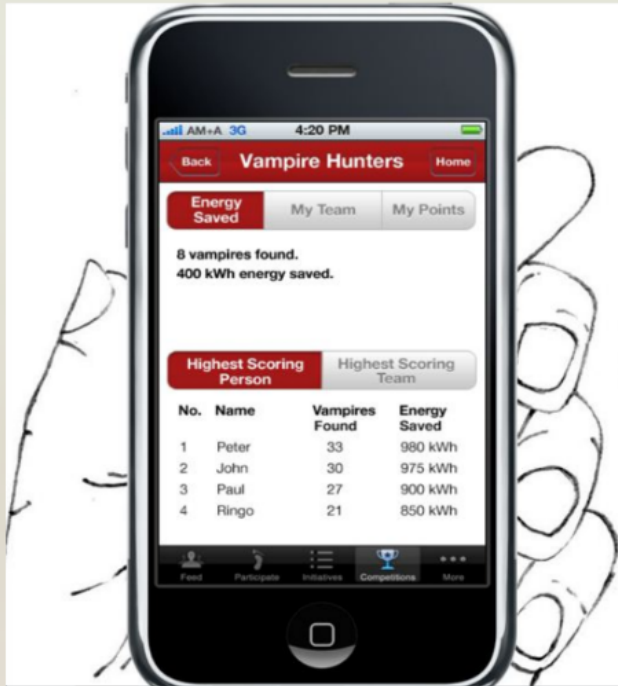 AM+A 3G 4:20 PM
Back Vampire Hunters Home
Energy Saved My Team My Points
8 vampires found.
400 kWh energy saved.
Highest Scoring Person Highest Scoring Team
No. Name Vampires Found Energy Saved
1 Peter 33 980 kWh
2 John 30 975 kWh
3 Paul 27 900 kWh
4 Ringo 21 850 kWh
Feed Participate Initiatives Competitions More